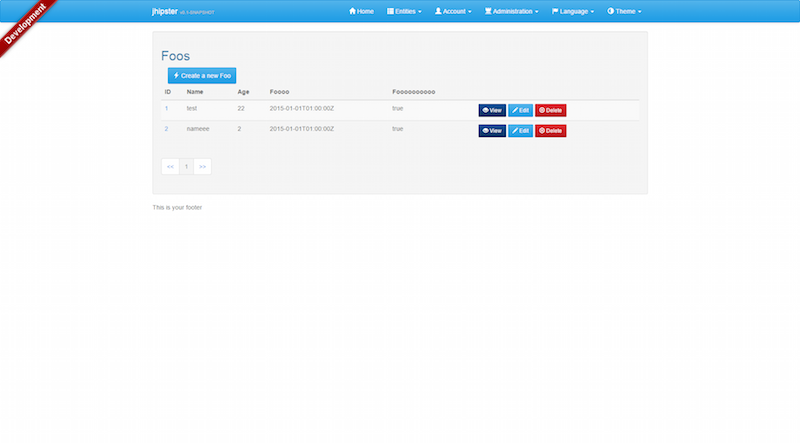 Development
jhipster v0.1-SNAPSHOT Home Entities Account Administration Language Theme
Foos
Create a new Foo
ID Name Age Foooo Foooooooooo
1 test 22 2015-01-01T01:00:00Z true View Edit Delete
2 nameee 2 2015-01-01T01:00:00Z true View Edit Delete
<< 1 >>
This is your footer